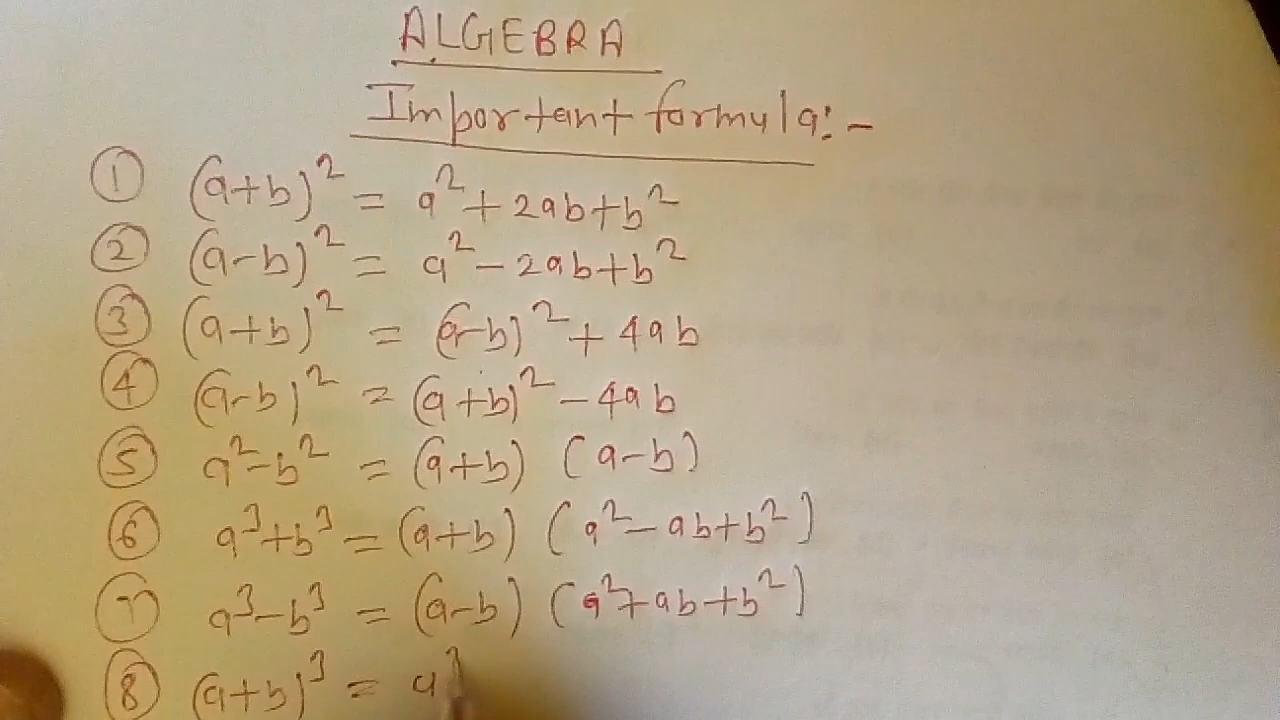 ALGEBRA
Important formula:-
① (a+b)² = a²+2ab+b²
② (a-b)² = a²-2ab+b²
③ (a+b)² = (a-b)²+4ab
④ (a-b)² = (a+b)²-4ab
⑤ a²-b² = (a+b) (a-b)
⑥ a³+b³ = (a+b) (a²-ab+b²)
⑦ a³-b³ = (a-b) (a²+ab+b²)
⑧ (a+b)³ = a³